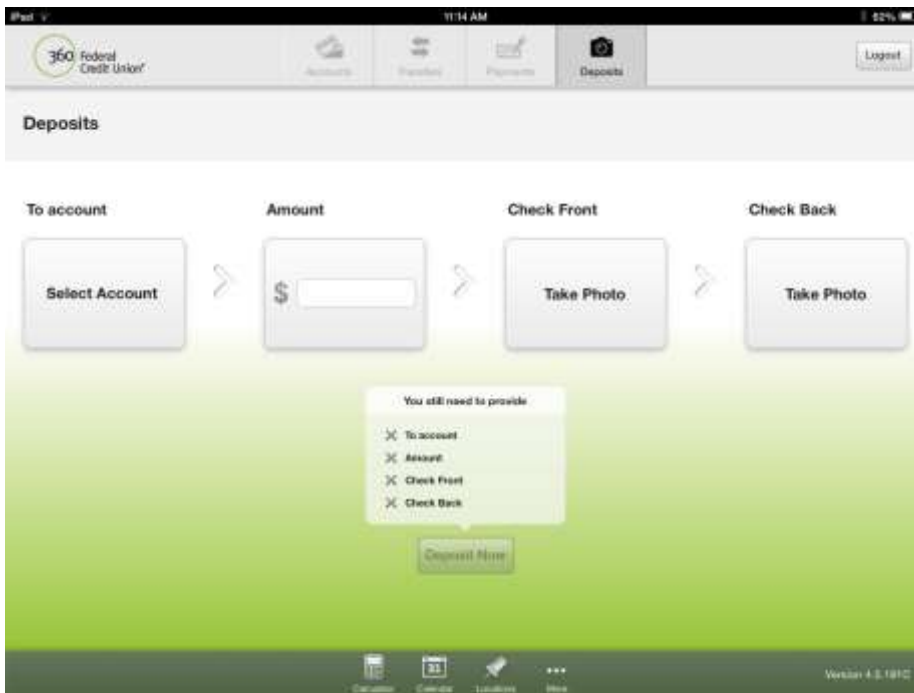 iPad
11:14 AM
62%
360 Federal
Credit Union®
Accounts
Transfers
Payments
Deposits
Logout
Deposits
To account
Amount
Check Front
Check Back
Select Account
$
Take Photo
Take Photo
You still need to provide
To account
Amount
Check Front
Check Back
Deposit Now
31
Calculator
Calendar
Locations
More